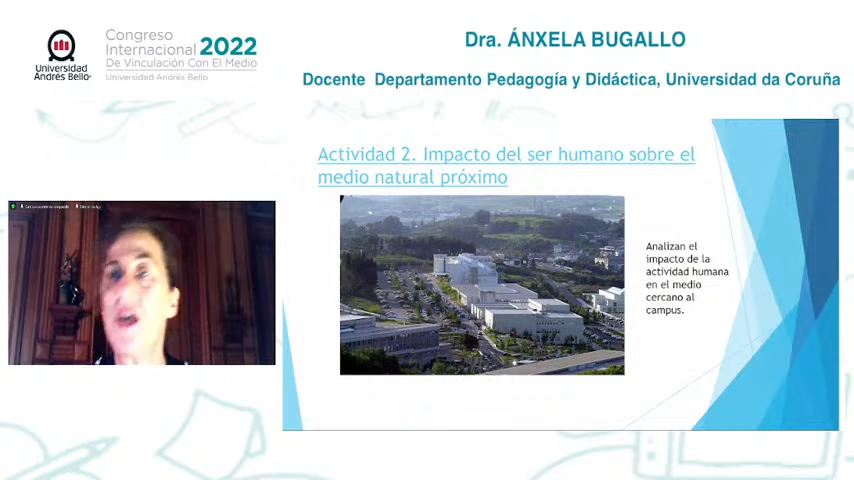 Universidad
Andrés Bello
Congreso
Internacional 2022
De Vinculación Con El Medio
Universidad Andrés Bello
Dra. ÁNXELA BUGALLO
Docente Departamento Pedagogía y Didáctica, Universidad da Coruña
Actividad 2. Impacto del ser humano sobre el
medio natural próximo
Analizan el
impacto de la
actividad humana
en el medio
cercano al
campus.